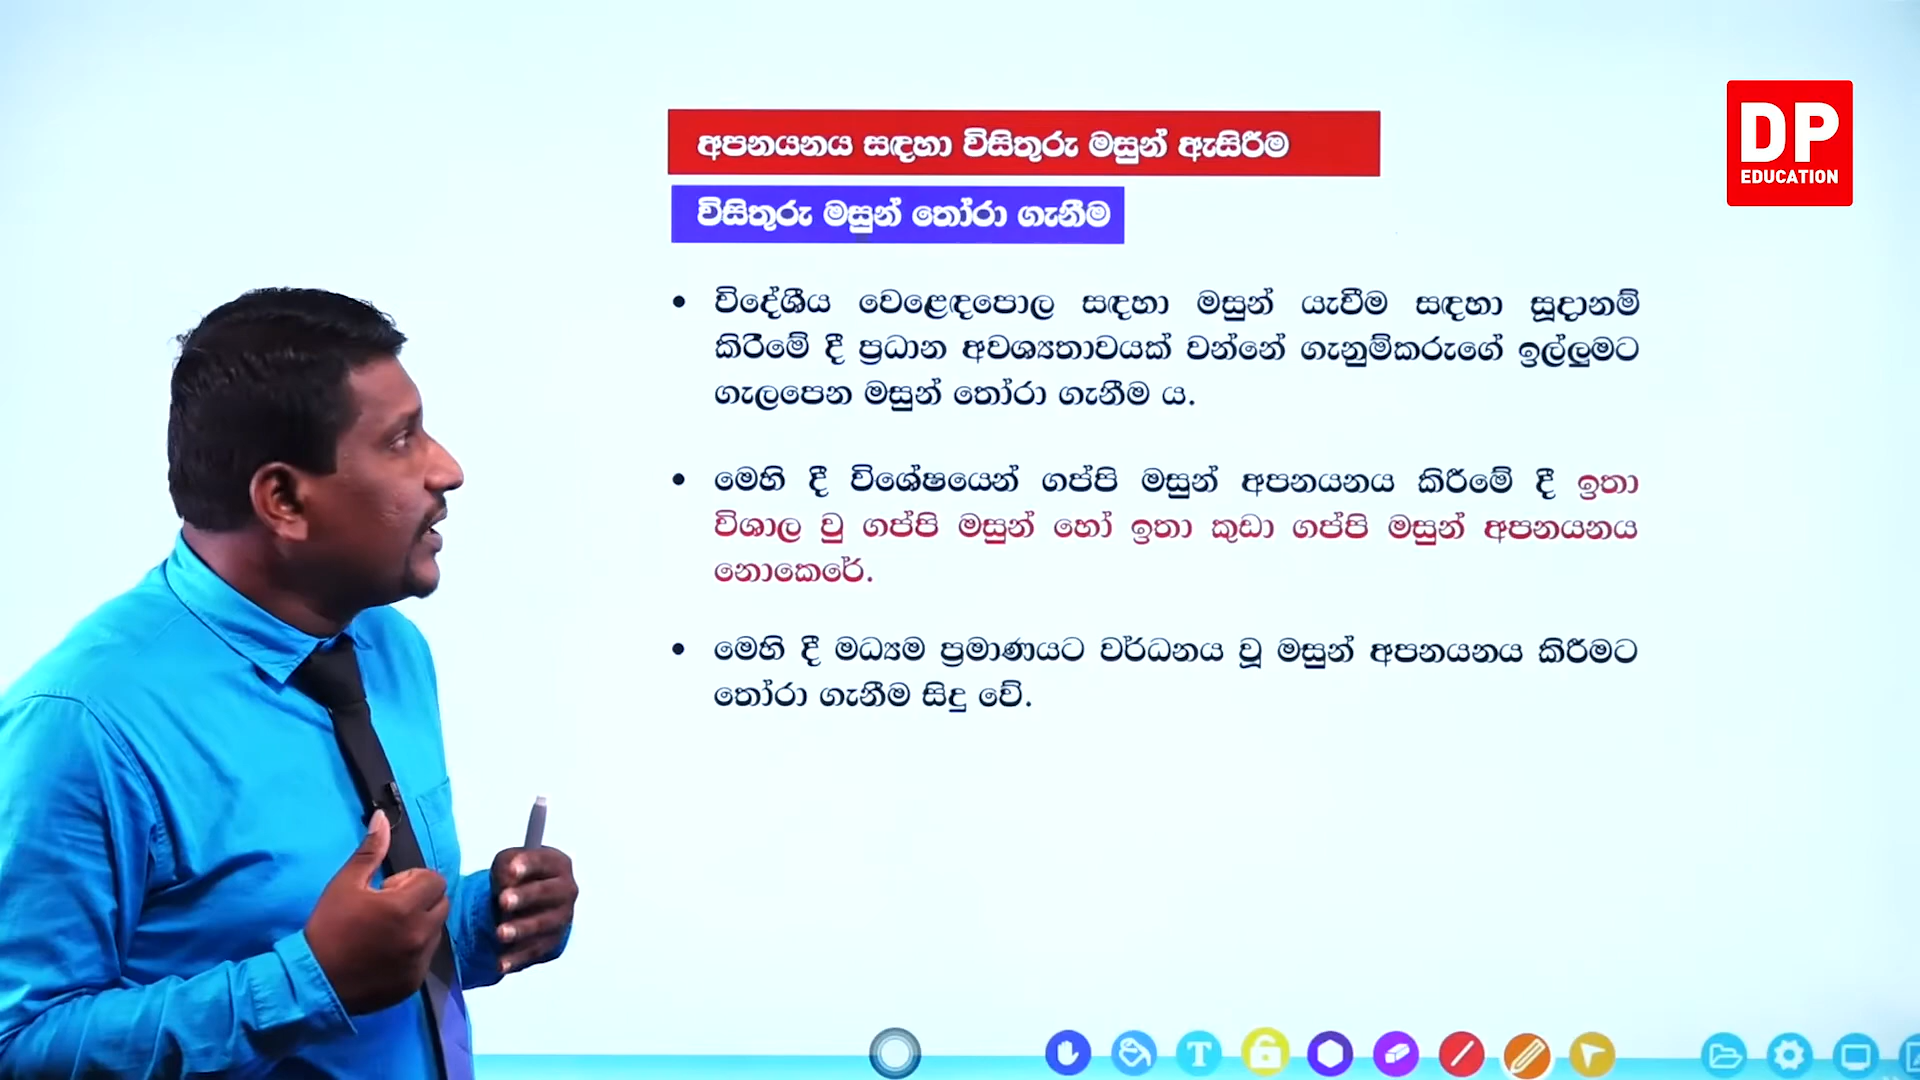 DP
EDUCATION
අපනයනය සඳහා විසිතුරු මසුන් ඇසිරීම
විසිතුරු මසුන් තෝරා ගැනීම
• විදේශීය වෙළෙඳපොල සඳහා මසුන් යැවීම සඳහා සූදානම්
කිරීමේ දී ප්‍රධාන අවශ්‍යතාවයක් වන්නේ ගැනුම්කරුගේ ඉල්ලුමට
ගැලපෙන මසුන් තෝරා ගැනීම ය.
• මෙහි දී විශේෂයෙන් ගප්පි මසුන් අපනයනය කිරීමේ දී ඉතා
විශාල වු ගප්පි මසුන් හෝ ඉතා කුඩා ගප්පි මසුන් අපනයනය
නොකෙරේ.
• මෙහි දී මධ්‍යම ප්‍රමාණයට වර්ධනය වූ මසුන් අපනයනය කිරීමට
තෝරා ගැනීම සිදු වේ.
T